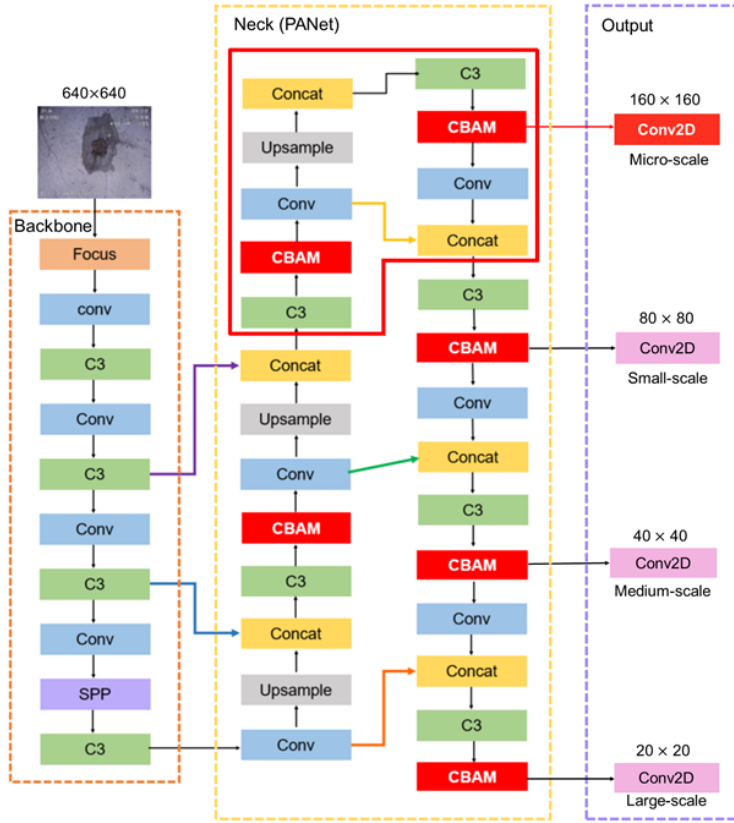 Neck (PANet)
Output
640×640
Backbone
Focus
conv
C3
Conv
C3
Conv
C3
Conv
SPP
C3
Concat
Upsample
Conv
CBAM
C3
Concat
Upsample
Conv
CBAM
C3
Concat
Upsample
Conv
C3
CBAM
Conv
Concat
C3
CBAM
Conv
Concat
C3
CBAM
Conv
Concat
C3
CBAM
160 × 160
Conv2D
Micro-scale
80 × 80
Conv2D
Small-scale
40 × 40
Conv2D
Medium-scale
20 × 20
Conv2D
Large-scale